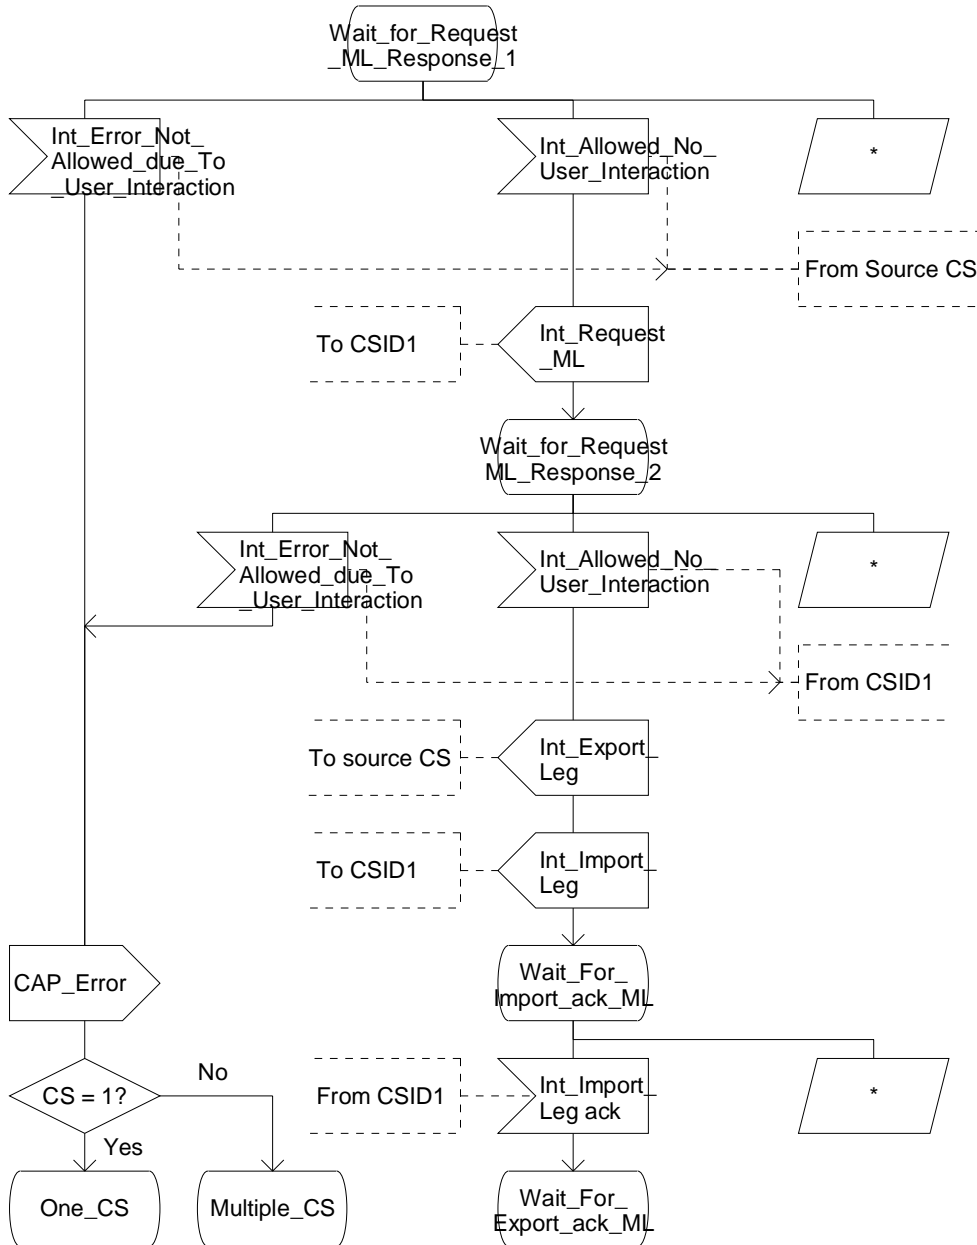 Wait_for_Request
_ML_Response_1
Int_Error_Not_
Allowed_due_To
_User_Interaction
Int_Allowed_No_
User_Interaction
*
From Source CS
To CSID1
Int_Request
_ML
Wait_for_Request
ML_Response_2
Int_Error_Not_
Allowed_due_To
_User_Interaction
Int_Allowed_No_
User_Interaction
*
From CSID1
To source CS
Int_Export_
Leg
To CSID1
Int_Import_
Leg
CAP_Error
Wait_For_
Import_ack_ML
CS = 1?
No
Yes
From CSID1
Int_Import_
Leg ack
*
One_CS
Multiple_CS
Wait_For_
Export_ack_ML